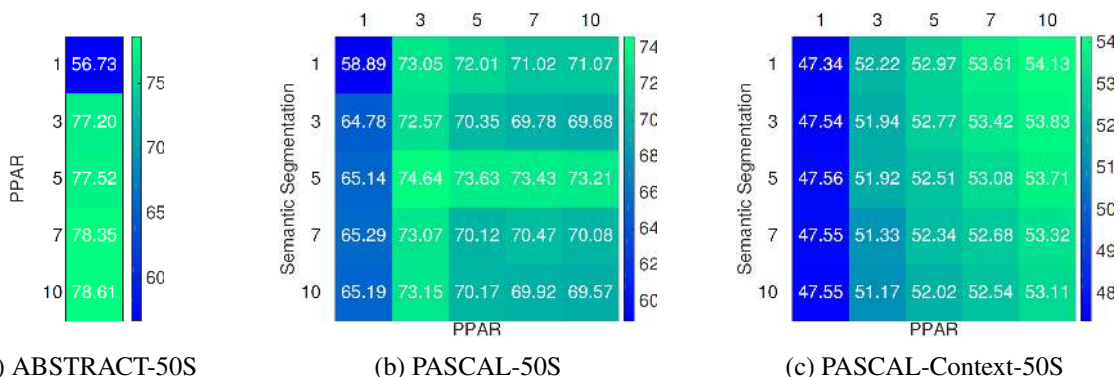 1 3 5 7 10 1 3 5 7 10
1 56.73 75 1 58.89 73.05 72.01 71.02 71.07 74 1 47.34 52.22 52.97 53.61 54.13 54
3 77.20 70 3 64.78 72.57 70.35 69.78 69.68 72 3 47.54 51.94 52.77 53.42 53.83 53
PPAR 5 77.52 65 Semantic Segmentation 5 65.14 74.64 73.63 73.43 73.21 70 Semantic Segmentation 5 47.56 51.92 52.51 53.08 53.71 52
7 78.35 60 7 65.29 73.07 70.12 70.47 70.08 68 66 7 47.55 51.33 52.34 52.68 53.32 51 50
10 78.61 10 65.19 73.15 70.17 69.92 69.57 64 62 60 10 47.55 51.17 52.02 52.54 53.11 49 48
PPAR PPAR
) ABSTRACT-50S (b) PASCAL-50S (c) PASCAL-Context-50S